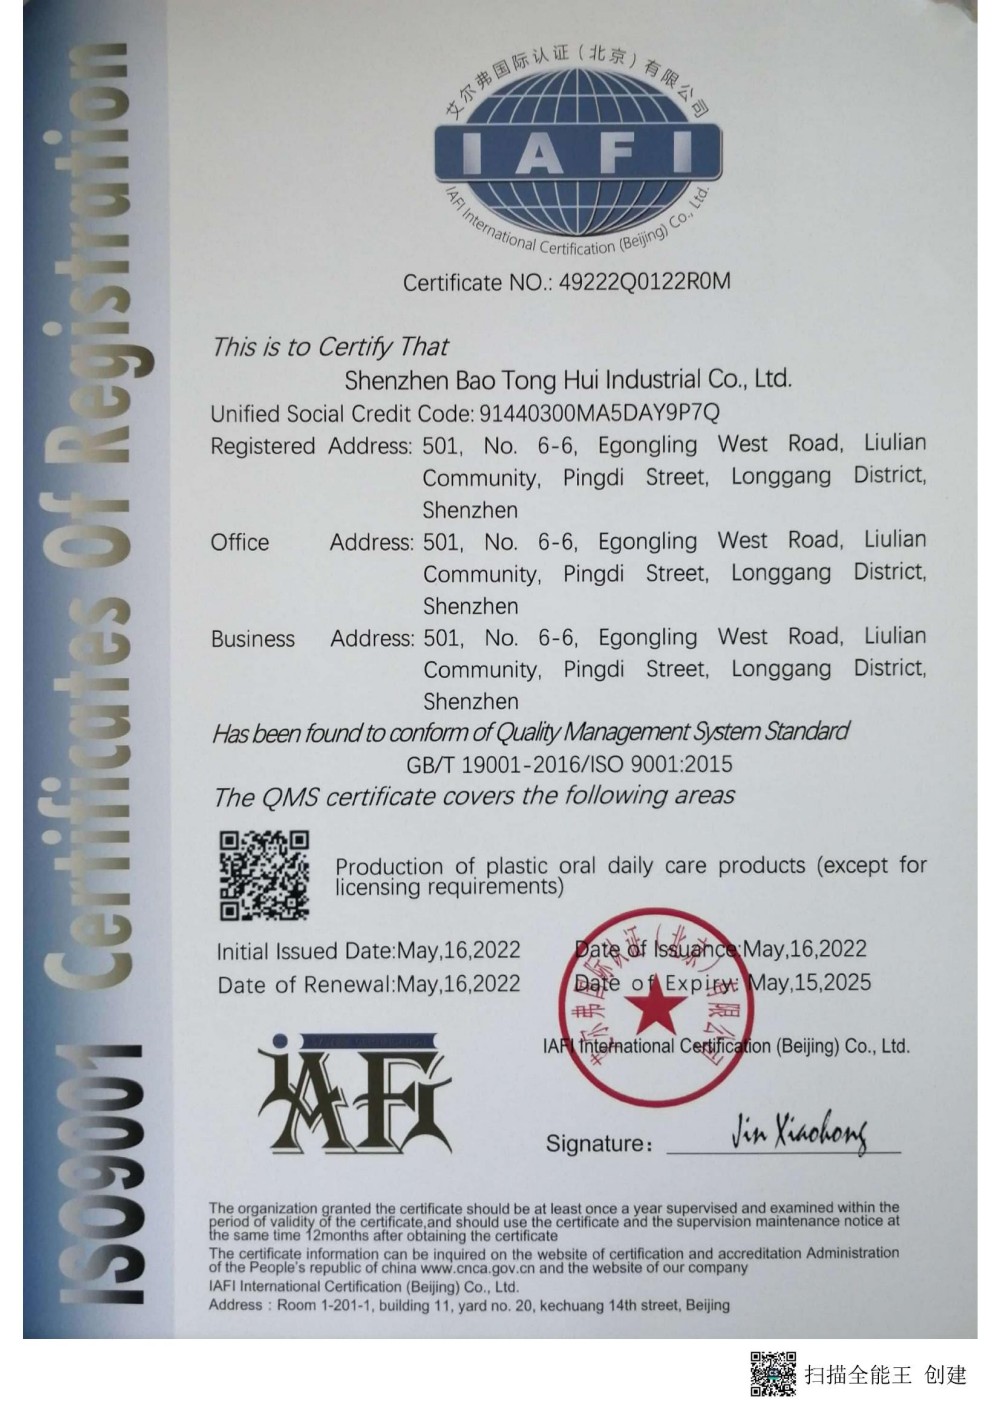 艾尔弗国际认证（北京）有限公司
IAFI
IAFI International Certification (Beijing) Co., Ltd.
Certificate NO.: 49222Q0122R0M
ISO9001 Certificates Of Registration
This is to Certify That
Shenzhen Bao Tong Hui Industrial Co., Ltd.
Unified Social Credit Code: 91440300MA5DAY9P7Q
Registered Address: 501, No. 6-6, Egongling West Road, Liulian
Community, Pingdi Street, Longgang District,
Shenzhen
Office Address: 501, No. 6-6, Egongling West Road, Liulian
Community, Pingdi Street, Longgang District,
Shenzhen
Business Address: 501, No. 6-6, Egongling West Road, Liulian
Community, Pingdi Street, Longgang District,
Shenzhen
Has been found to conform of Quality Management System Standard
GB/T 19001-2016/ISO 9001:2015
The QMS certificate covers the following areas
Production of plastic oral daily care products (except for
licensing requirements)
Initial Issued Date:May,16,2022 Date of Issuance:May,16,2022
Date of Renewal:May,16,2022 Date of Expiry: May,15,2025
艾尔弗国际认证（北京）有限公司
IAFI International Certification (Beijing) Co., Ltd.
iAFi
Signature： Jin Xiaohong
The organization granted the certificate should be at least once a year supervised and examined within the
period of validity of the certificate,and should use the certificate and the supervision maintenance notice at
the same time 12months after obtaining the certificate
The certificate information can be inquired on the website of certification and accreditation Administration
of the People's republic of china www.cnca.gov.cn and the website of our company
IAFI International Certification (Beijing) Co., Ltd.
Address : Room 1-201-1, building 11, yard no. 20, kechuang 14th street, Beijing
扫描全能王 创建